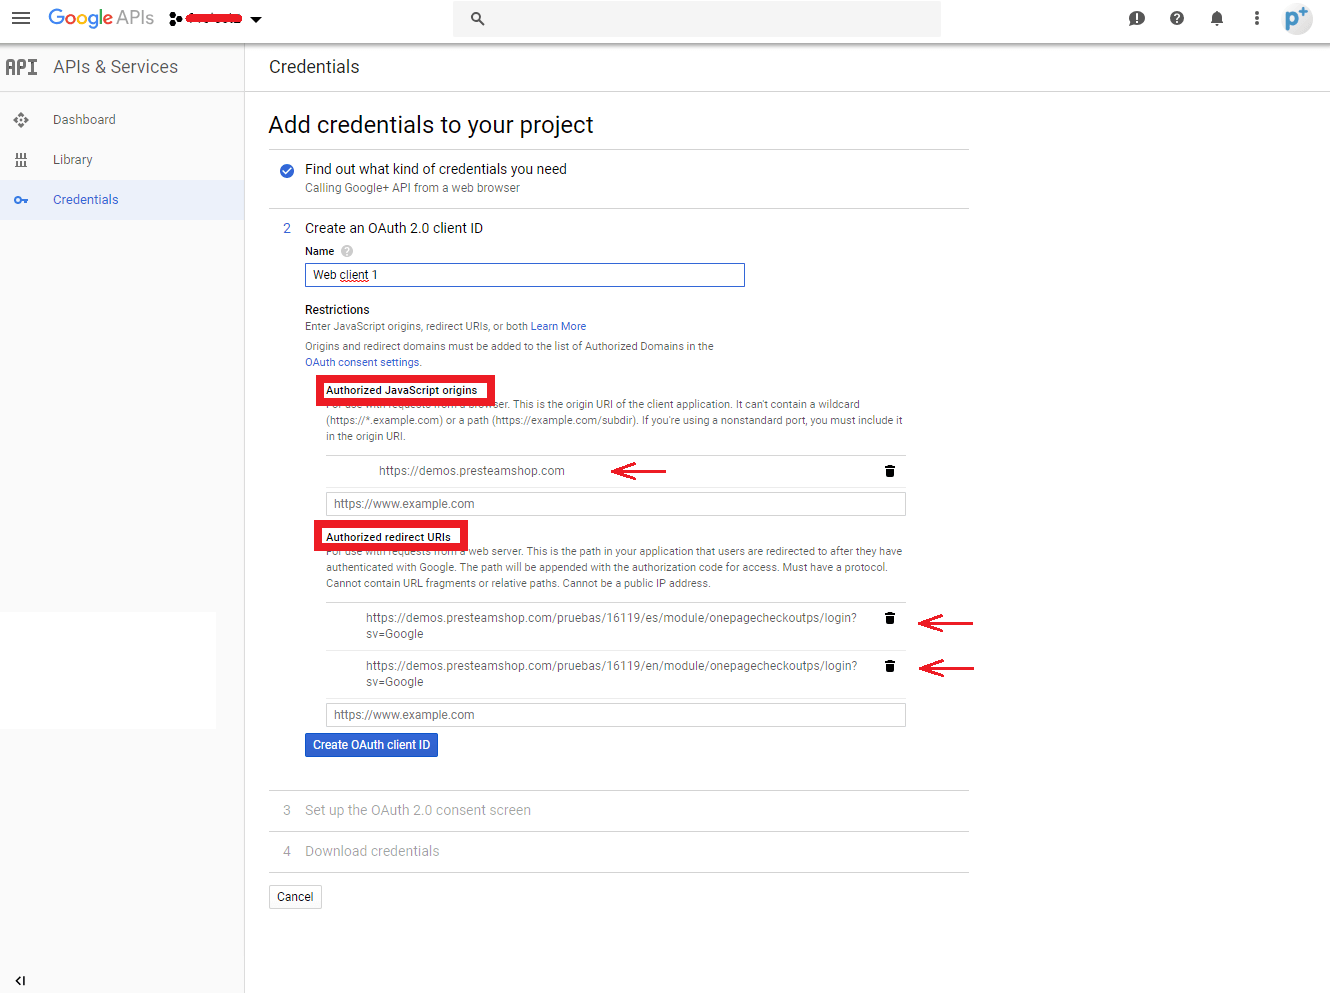 Google APIs
API APIs & Services
Credentials
Dashboard
Library
Credentials
Add credentials to your project
Find out what kind of credentials you need
Calling Google+ API from a web browser
2 Create an OAuth 2.0 client ID
Name ?
Web client 1
Restrictions
Enter JavaScript origins, redirect URIs, or both Learn More
Origins and redirect domains must be added to the list of Authorized Domains in the
OAuth consent settings.
Authorized JavaScript origins
For use with requests from a browser. This is the origin URI of the client application. It can't contain a wildcard
(https://*.example.com) or a path (https://example.com/subdir). If you're using a nonstandard port, you must include it
in the origin URI.
https://demos.presteamshop.com
https://www.example.com
Authorized redirect URIs
For use with requests from a web server. This is the path in your application that users are redirected to after they have
authenticated with Google. The path will be appended with the authorization code for access. Must have a protocol.
Cannot contain URL fragments or relative paths. Cannot be a public IP address.
https://demos.presteamshop.com/pruebas/16119/es/module/onepagecheckoutps/login?
sv=Google
https://demos.presteamshop.com/pruebas/16119/en/module/onepagecheckoutps/login?
sv=Google
https://www.example.com
Create OAuth client ID
3 Set up the OAuth 2.0 consent screen
4 Download credentials
Cancel